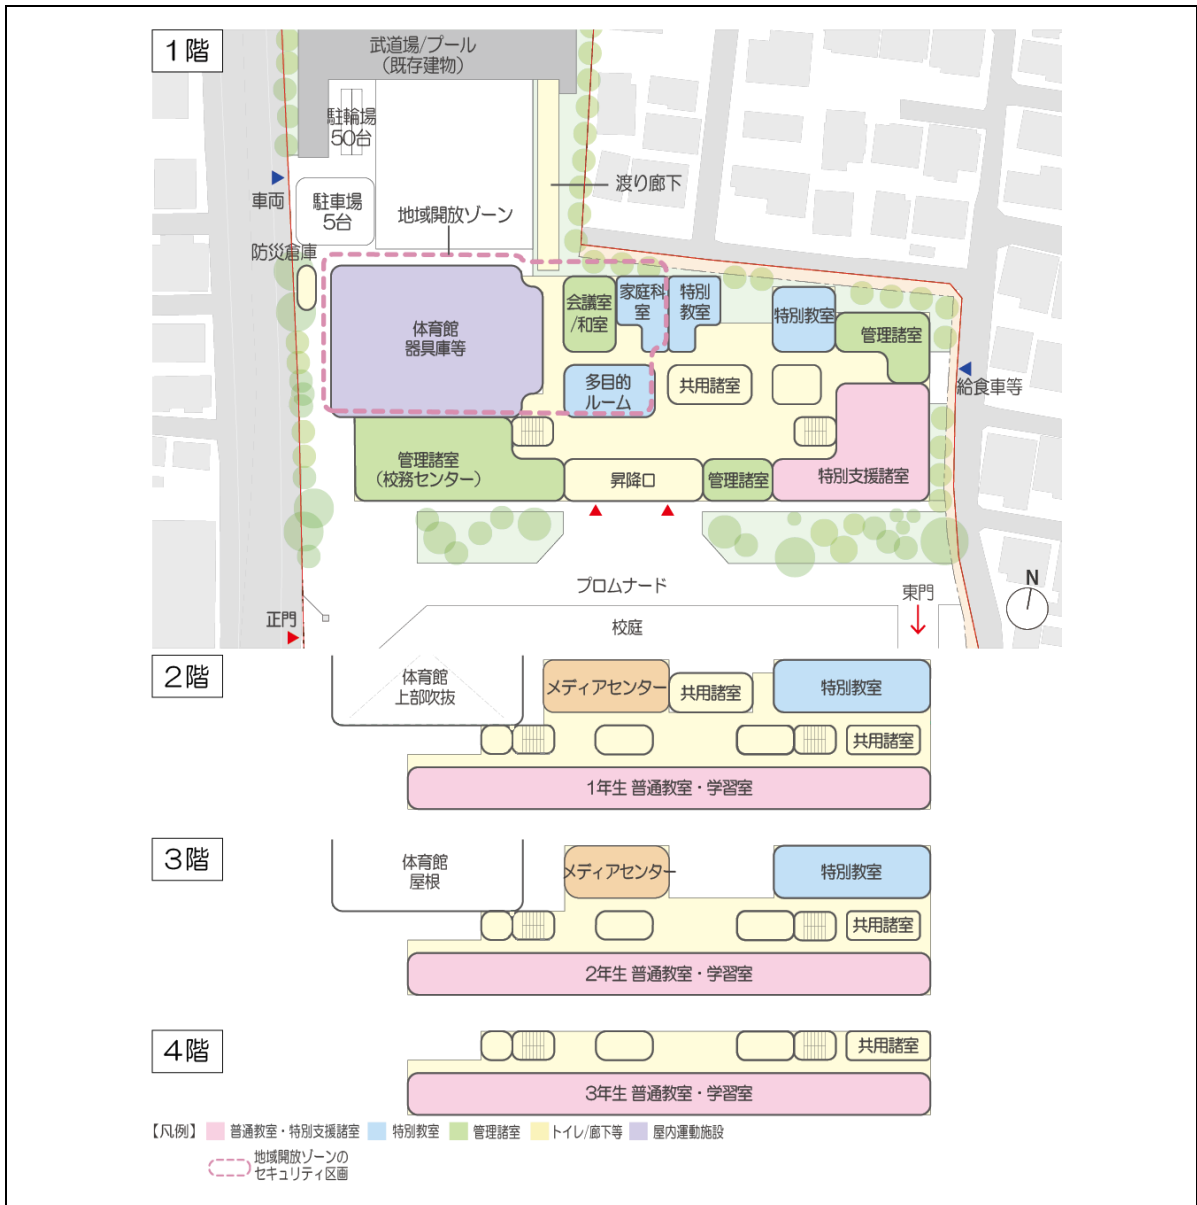 1階
武道場/プール
(既存建物)
駐輪場
50台
渡り廊下
車両
駐車場
5台
地域開放ゾーン
防災倉庫
体育館
器具庫等
会議室
/和室
家庭科
室
特別
教室
特別教室
管理諸室
多目的
ルーム
共用諸室
給食車等
管理諸室
(校務センター)
昇降口
管理諸室
特別支援諸室
プロムナード
東門
N
正門
校庭
2階
体育館
上部吹抜
メディアセンター
共用諸室
特別教室
共用諸室
1年生 普通教室・学習室
3階
体育館
屋根
メディアセンター
特別教室
共用諸室
2年生 普通教室・学習室
4階
共用諸室
3年生 普通教室・学習室
【凡例】 普通教室・特別支援諸室 特別教室 管理諸室 トイレ/廊下等 屋内運動施設
地域開放ゾーンの
セキュリティ区画